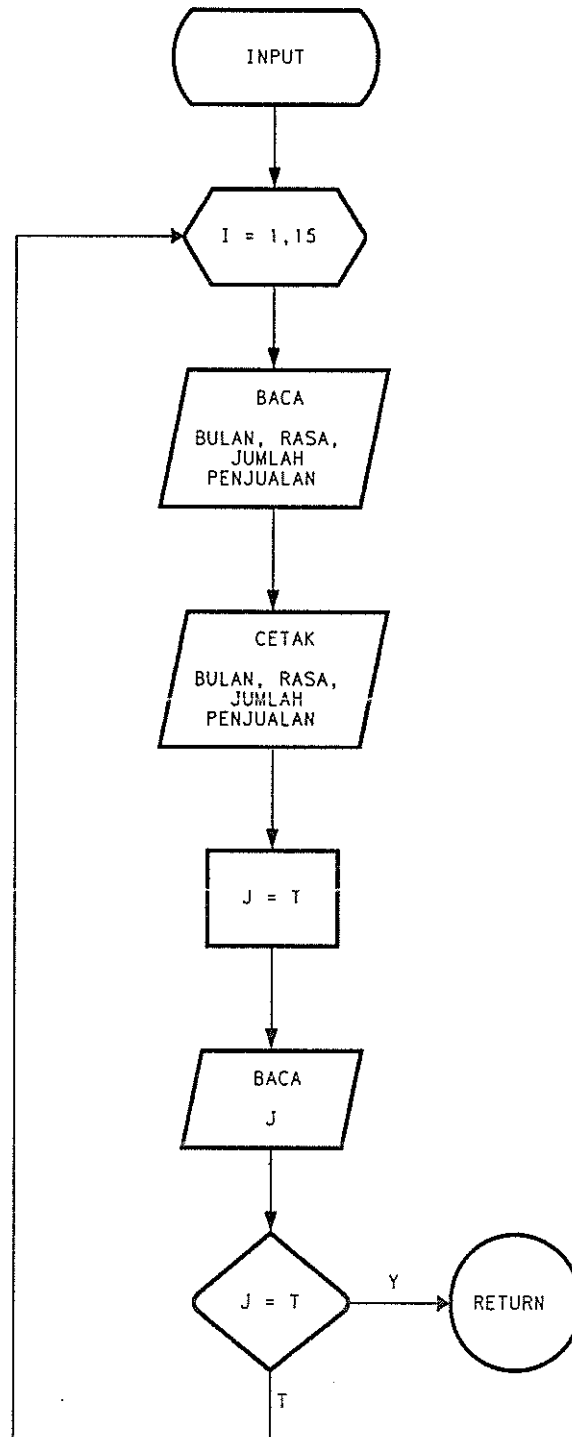 INPUT
I = 1,15
BACA
BULAN, RASA,
JUMLAH
PENJUALAN
CETAK
BULAN, RASA,
JUMLAH
PENJUALAN
J = T
BACA
J
J = T
Y
RETURN
T